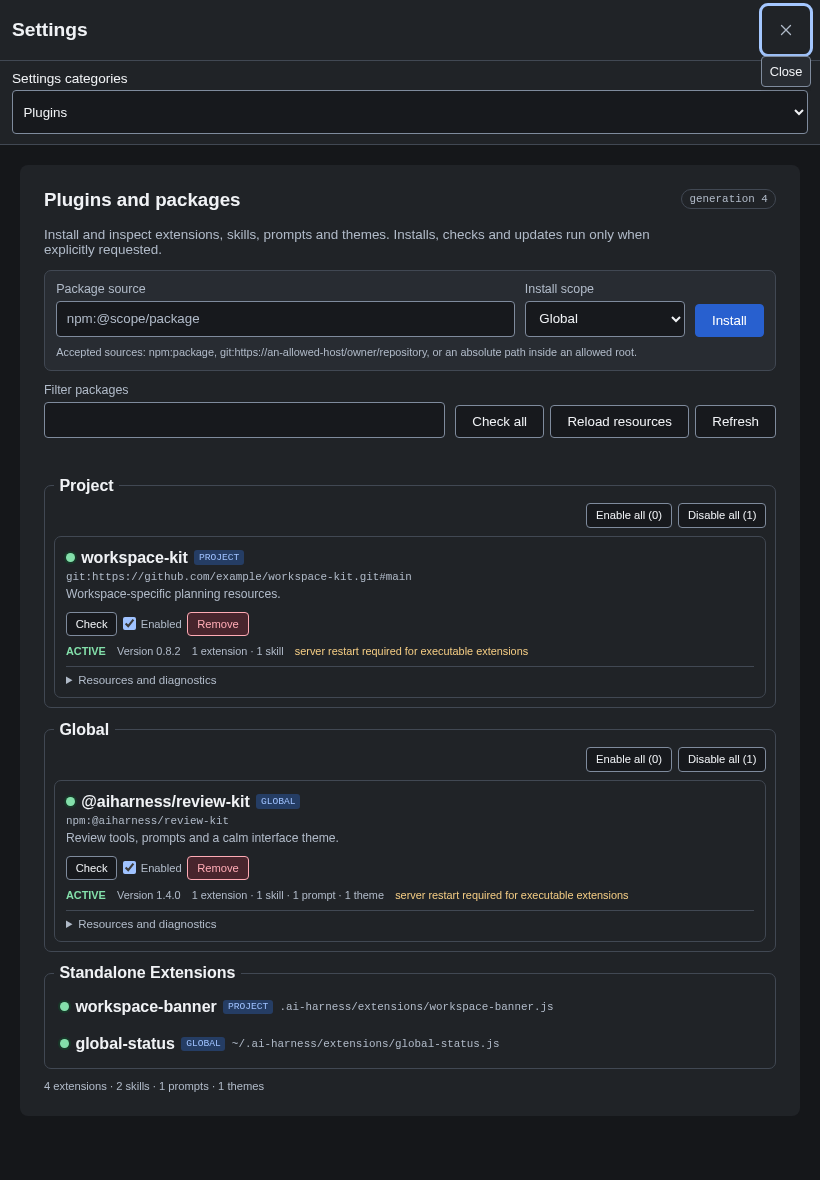 Settings
Close
Settings categories
Plugins
Plugins and packages
generation 4
Install and inspect extensions, skills, prompts and themes. Installs, checks and updates run only when
explicitly requested.
Package source
Install scope
npm:@scope/package
Global
Install
Accepted sources: npm:package, git:https://an-allowed-host/owner/repository, or an absolute path inside an allowed root.
Filter packages
Check all
Reload resources
Refresh
Project
Enable all (0)
Disable all (1)
workspace-kit PROJECT
git:https://github.com/example/workspace-kit.git#main
Workspace-specific planning resources.
Check
Enabled
Remove
ACTIVE Version 0.8.2 1 extension · 1 skill server restart required for executable extensions
Resources and diagnostics
Global
Enable all (0)
Disable all (1)
@aiharness/review-kit GLOBAL
npm:@aiharness/review-kit
Review tools, prompts and a calm interface theme.
Check
Enabled
Remove
ACTIVE Version 1.4.0 1 extension · 1 skill · 1 prompt · 1 theme server restart required for executable extensions
Resources and diagnostics
Standalone Extensions
workspace-banner PROJECT .ai-harness/extensions/workspace-banner.js
global-status GLOBAL ~/.ai-harness/extensions/global-status.js
4 extensions · 2 skills · 1 prompts · 1 themes